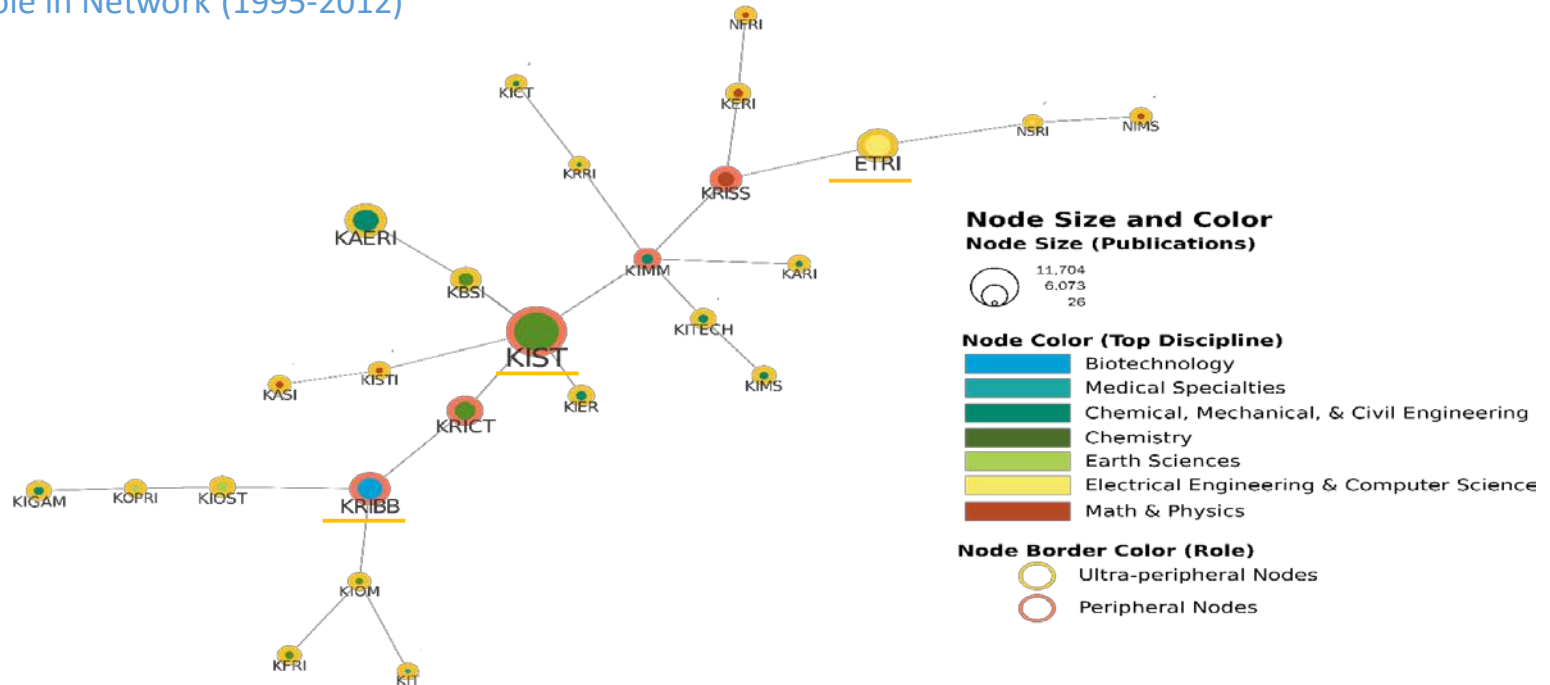 ole in Network (1995-2012)
NFRI
KICT
KERI
NSRI
NIMS
ETRI
KRRI
KRISS
KAERI
KIMM
KARI
KBSI
KITECH
KIST
KISTI
KASI
KIMS
KIER
KRICT
KIGAM
KOPRI
KIOST
KRIBB
KIOM
KFRI
KIT
Node Size and Color
Node Size (Publications)
11,704
6,073
26
Node Color (Top Discipline)
Biotechnology
Medical Specialties
Chemical, Mechanical, & Civil Engineering
Chemistry
Earth Sciences
Electrical Engineering & Computer Science
Math & Physics
Node Border Color (Role)
Ultra-peripheral Nodes
Peripheral Nodes